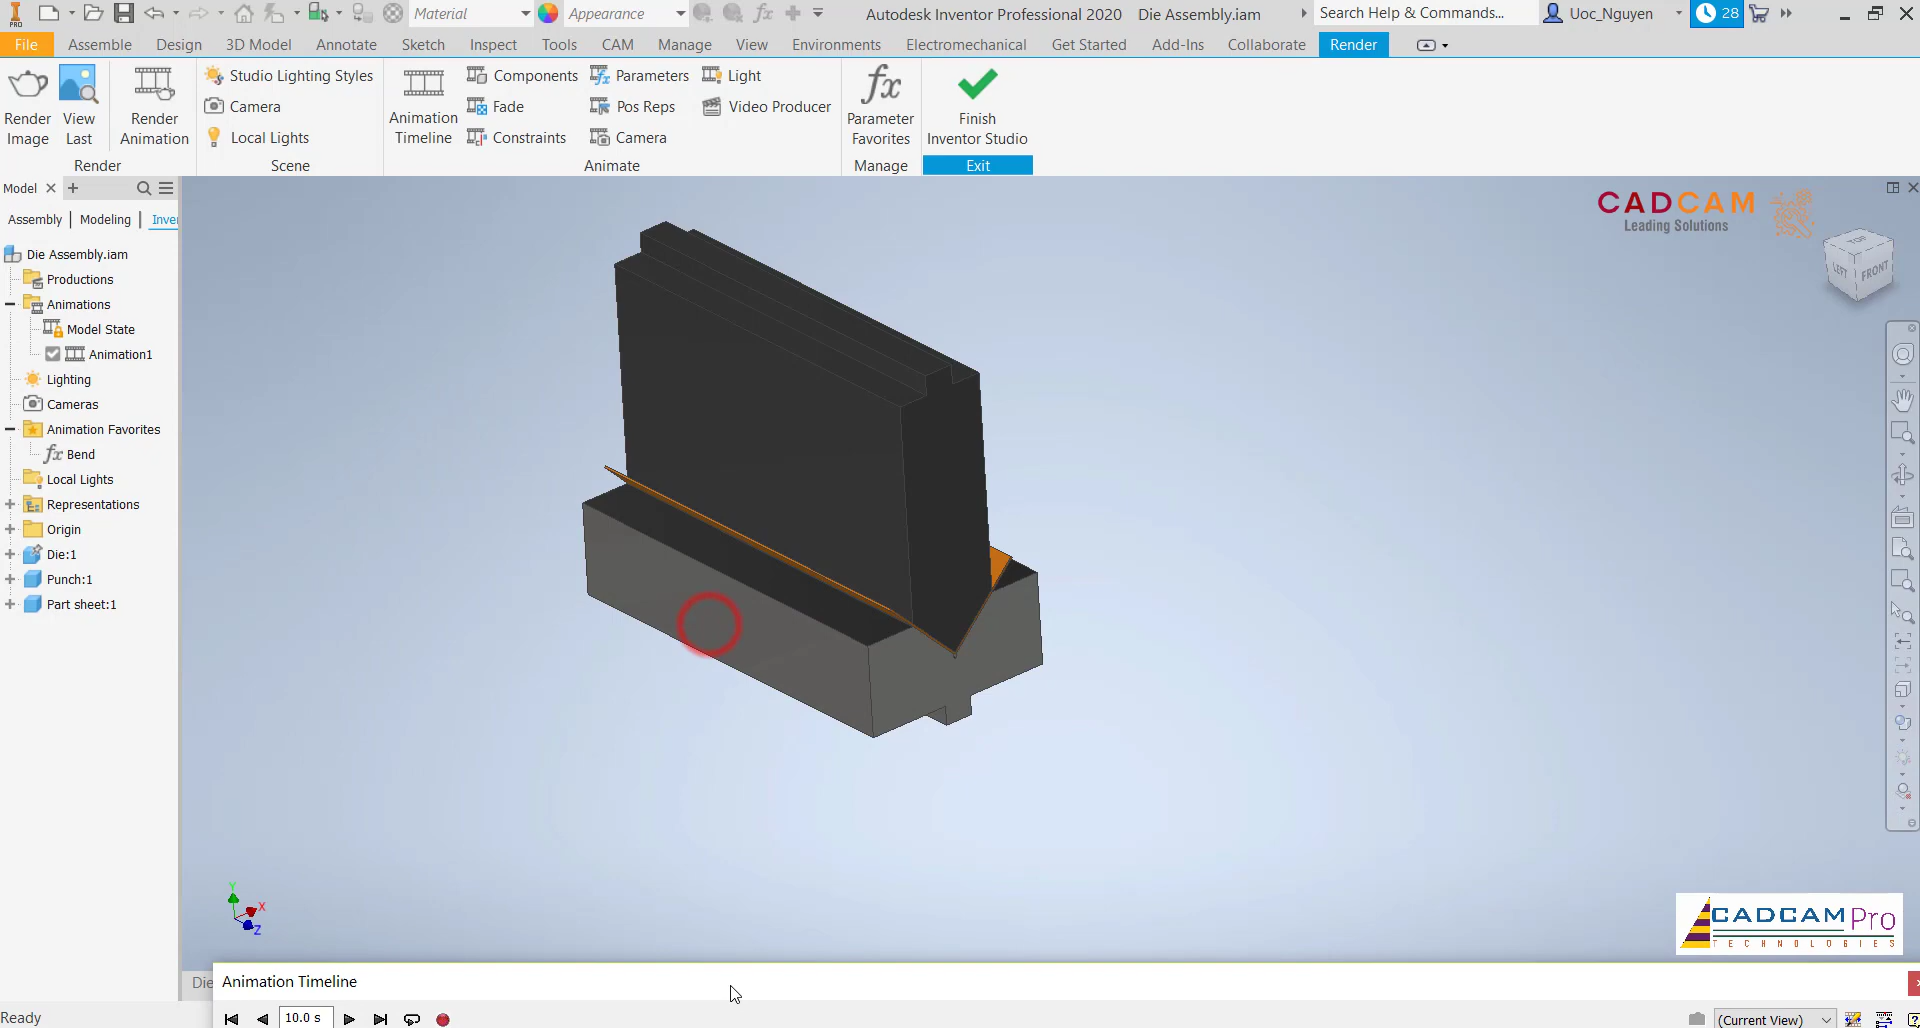 Material
Appearance
Autodesk Inventor Professional 2020 Die Assembly.iam
Search Help & Commands...
Uoc_Nguyen
28
PRO
File Assemble Design 3D Model Annotate Sketch Inspect Tools CAM Manage View Environments Electromechanical Get Started Add-Ins Collaborate Render
Render Image
View Last
Render Animation
Studio Lighting Styles
Camera
Local Lights
Animation Timeline
Components
Fade
Constraints
Parameters
Pos Reps
Camera
Light
Video Producer
Parameter Favorites
Finish Inventor Studio
Render
Scene
Animate
Manage
Exit
Model
Assembly | Modeling | Inver
Die Assembly.iam
Productions
Animations
Model State
Animation1
Lighting
Cameras
Animation Favorites
fx Bend
Local Lights
Representations
Origin
Die:1
Punch:1
Part sheet:1
CADCAM
Leading Solutions
TOP
LEFT
FRONT
Y
X
Z
CADCAM Pro
TECHNOLOGIES
Die
Animation Timeline
Ready
10.0 s
(Current View)